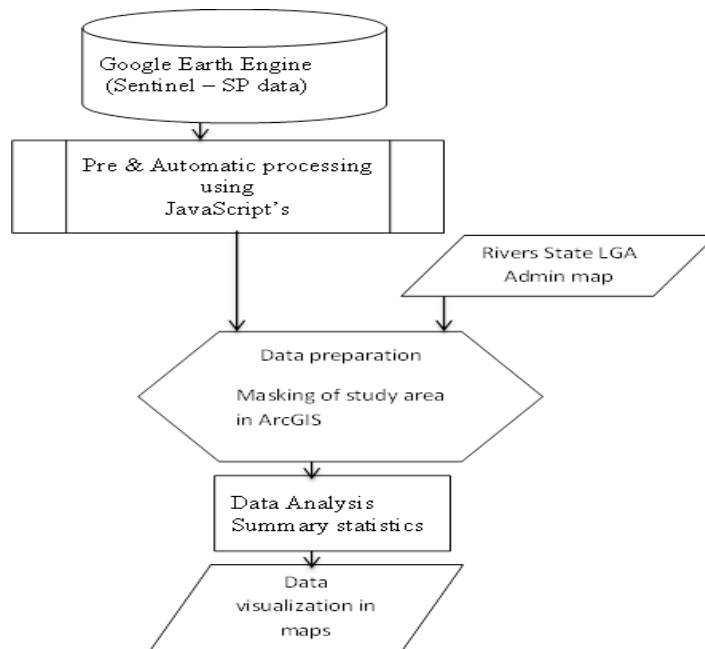 Google Earth Engine
(Sentinel – SP data)
Pre & Automatic processing
using
JavaScript's
Rivers State LGA
Admin map
Data preparation
Masking of study area
in ArcGIS
Data Analysis
Summary statistics
Data
visualization in
maps